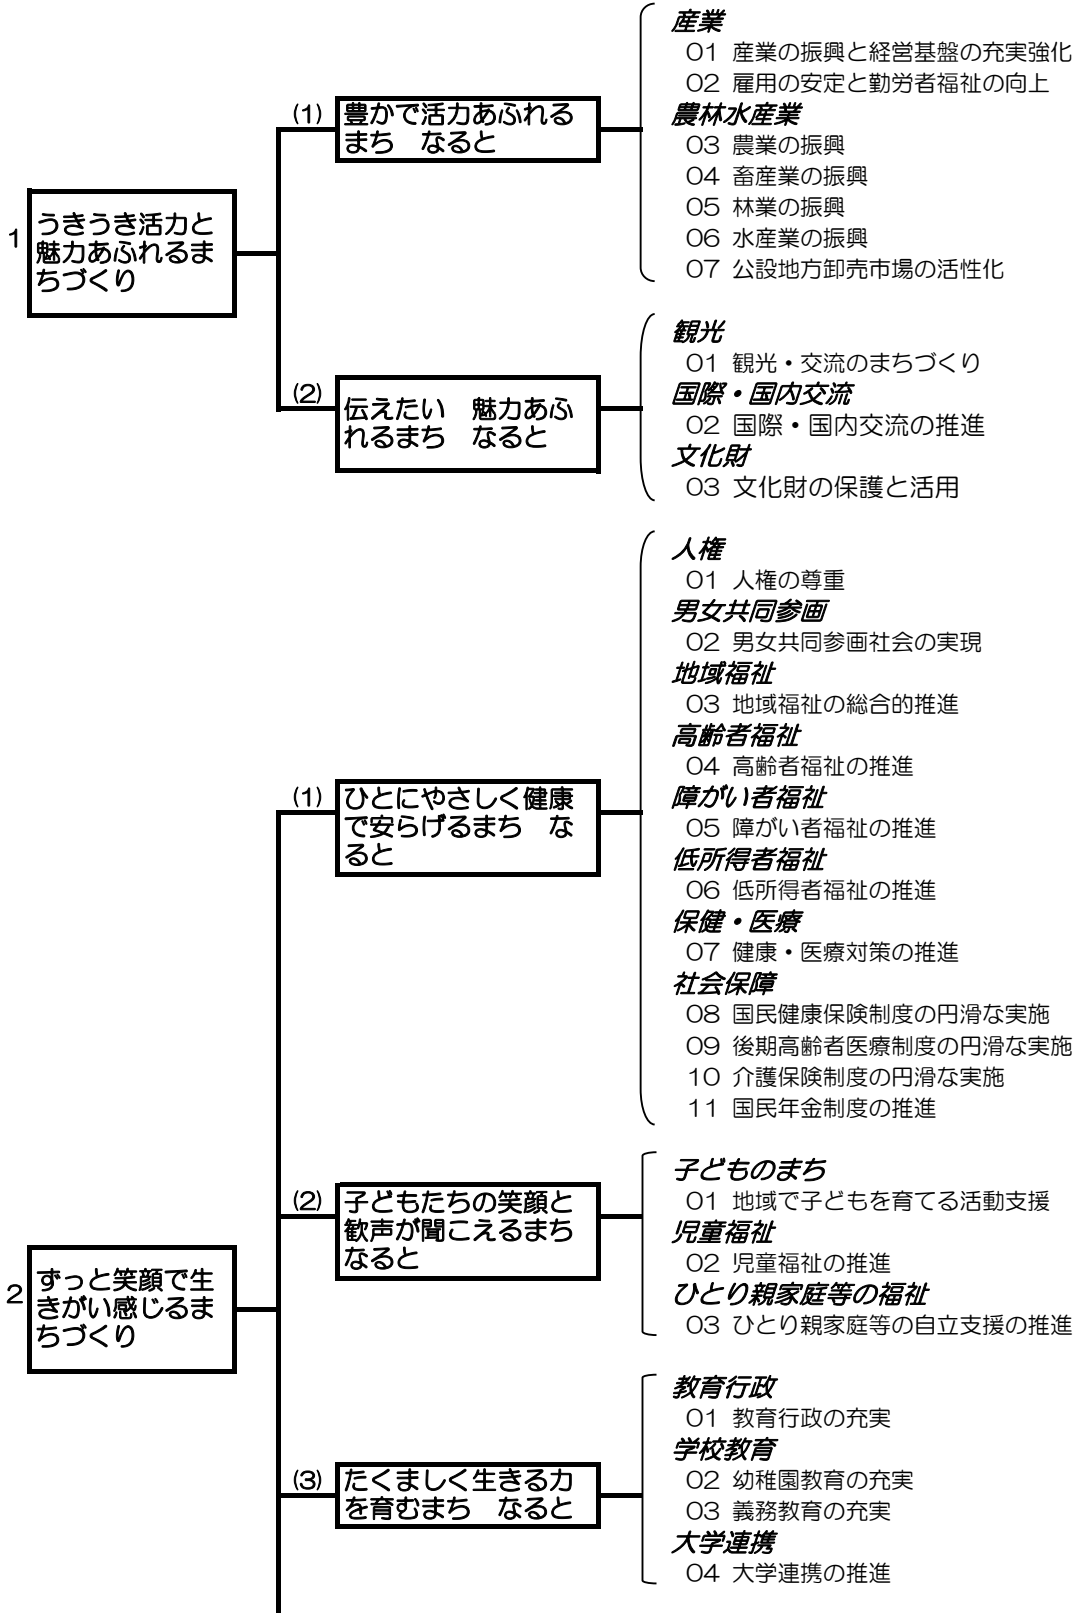 1
うきうき活力と
魅力あふれるま
ちづくり
(1)
豊かで活力あふれる
まち　なると
産業
01 産業の振興と経営基盤の充実強化
02 雇用の安定と勤労者福祉の向上
農林水産業
03 農業の振興
04 畜産業の振興
05 林業の振興
06 水産業の振興
07 公設地方卸売市場の活性化
(2)
伝えたい　魅力あふ
れるまち　なると
観光
01 観光・交流のまちづくり
国際・国内交流
02 国際・国内交流の推進
文化財
03 文化財の保護と活用
2
ずっと笑顔で生
きがい感じるま
ちづくり
(1)
ひとにやさしく健康
で安らげるまち　な
ると
人権
01 人権の尊重
男女共同参画
02 男女共同参画社会の実現
地域福祉
03 地域福祉の総合的推進
高齢者福祉
04 高齢者福祉の推進
障がい者福祉
05 障がい者福祉の推進
低所得者福祉
06 低所得者福祉の推進
保健・医療
07 健康・医療対策の推進
社会保障
08 国民健康保険制度の円滑な実施
09 後期高齢者医療制度の円滑な実施
10 介護保険制度の円滑な実施
11 国民年金制度の推進
(2)
子どもたちの笑顔と
歓声が聞こえるまち
なると
子どものまち
01 地域で子どもを育てる活動支援
児童福祉
02 児童福祉の推進
ひとり親家庭等の福祉
03 ひとり親家庭等の自立支援の推進
(3)
たくましく生きる力
を育むまち　なると
教育行政
01 教育行政の充実
学校教育
02 幼稚園教育の充実
03 義務教育の充実
大学連携
04 大学連携の推進